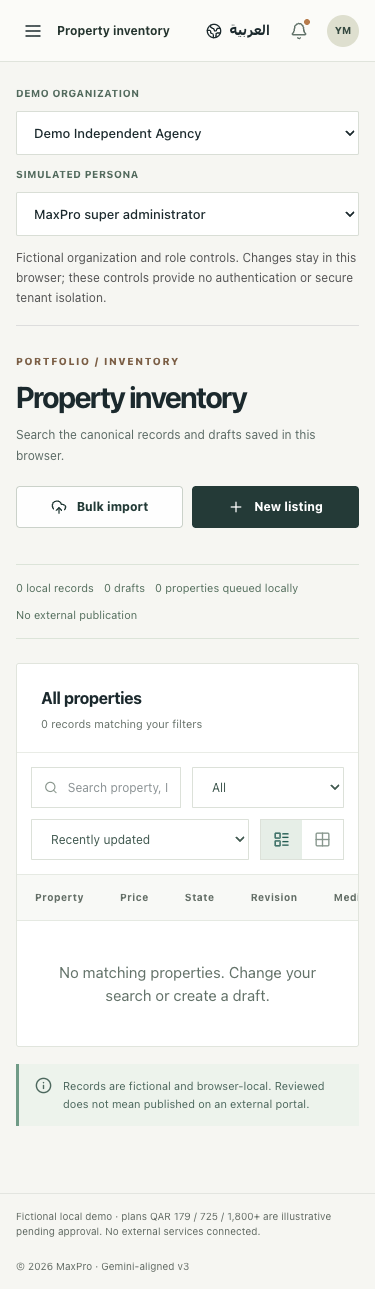 Property inventory
العربية
YM
DEMO ORGANIZATION
Demo Independent Agency
SIMULATED PERSONA
MaxPro super administrator
Fictional organization and role controls. Changes stay in this
browser; these controls provide no authentication or secure
tenant isolation.
PORTFOLIO / INVENTORY
Property inventory
Search the canonical records and drafts saved in this
browser.
Bulk import
New listing
0 local records 0 drafts 0 properties queued locally
No external publication
All properties
0 records matching your filters
Search property, l
All
Recently updated
Property Price State Revision Medi
No matching properties. Change your
search or create a draft.
Records are fictional and browser-local. Reviewed
does not mean published on an external portal.
Fictional local demo · plans QAR 179 / 725 / 1,800+ are illustrative
pending approval. No external services connected.
© 2026 MaxPro · Gemini-aligned v3